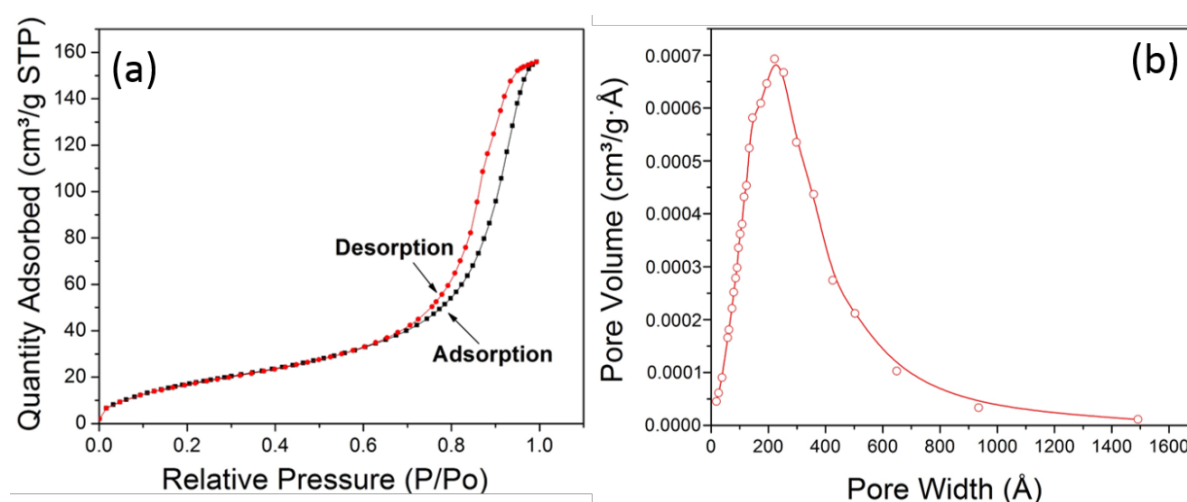 (a)
Quantity Adsorbed (cm³/g STP)
160
140
120
100
80
60
40
20
0
Desorption
Adsorption
0.0 0.2 0.4 0.6 0.8 1.0
Relative Pressure (P/Po)
(b)
Pore Volume (cm³/g·Å)
0.0007
0.0006
0.0005
0.0004
0.0003
0.0002
0.0001
0.0000
0 200 400 600 800 1000 1200 1400 1600
Pore Width (Å)